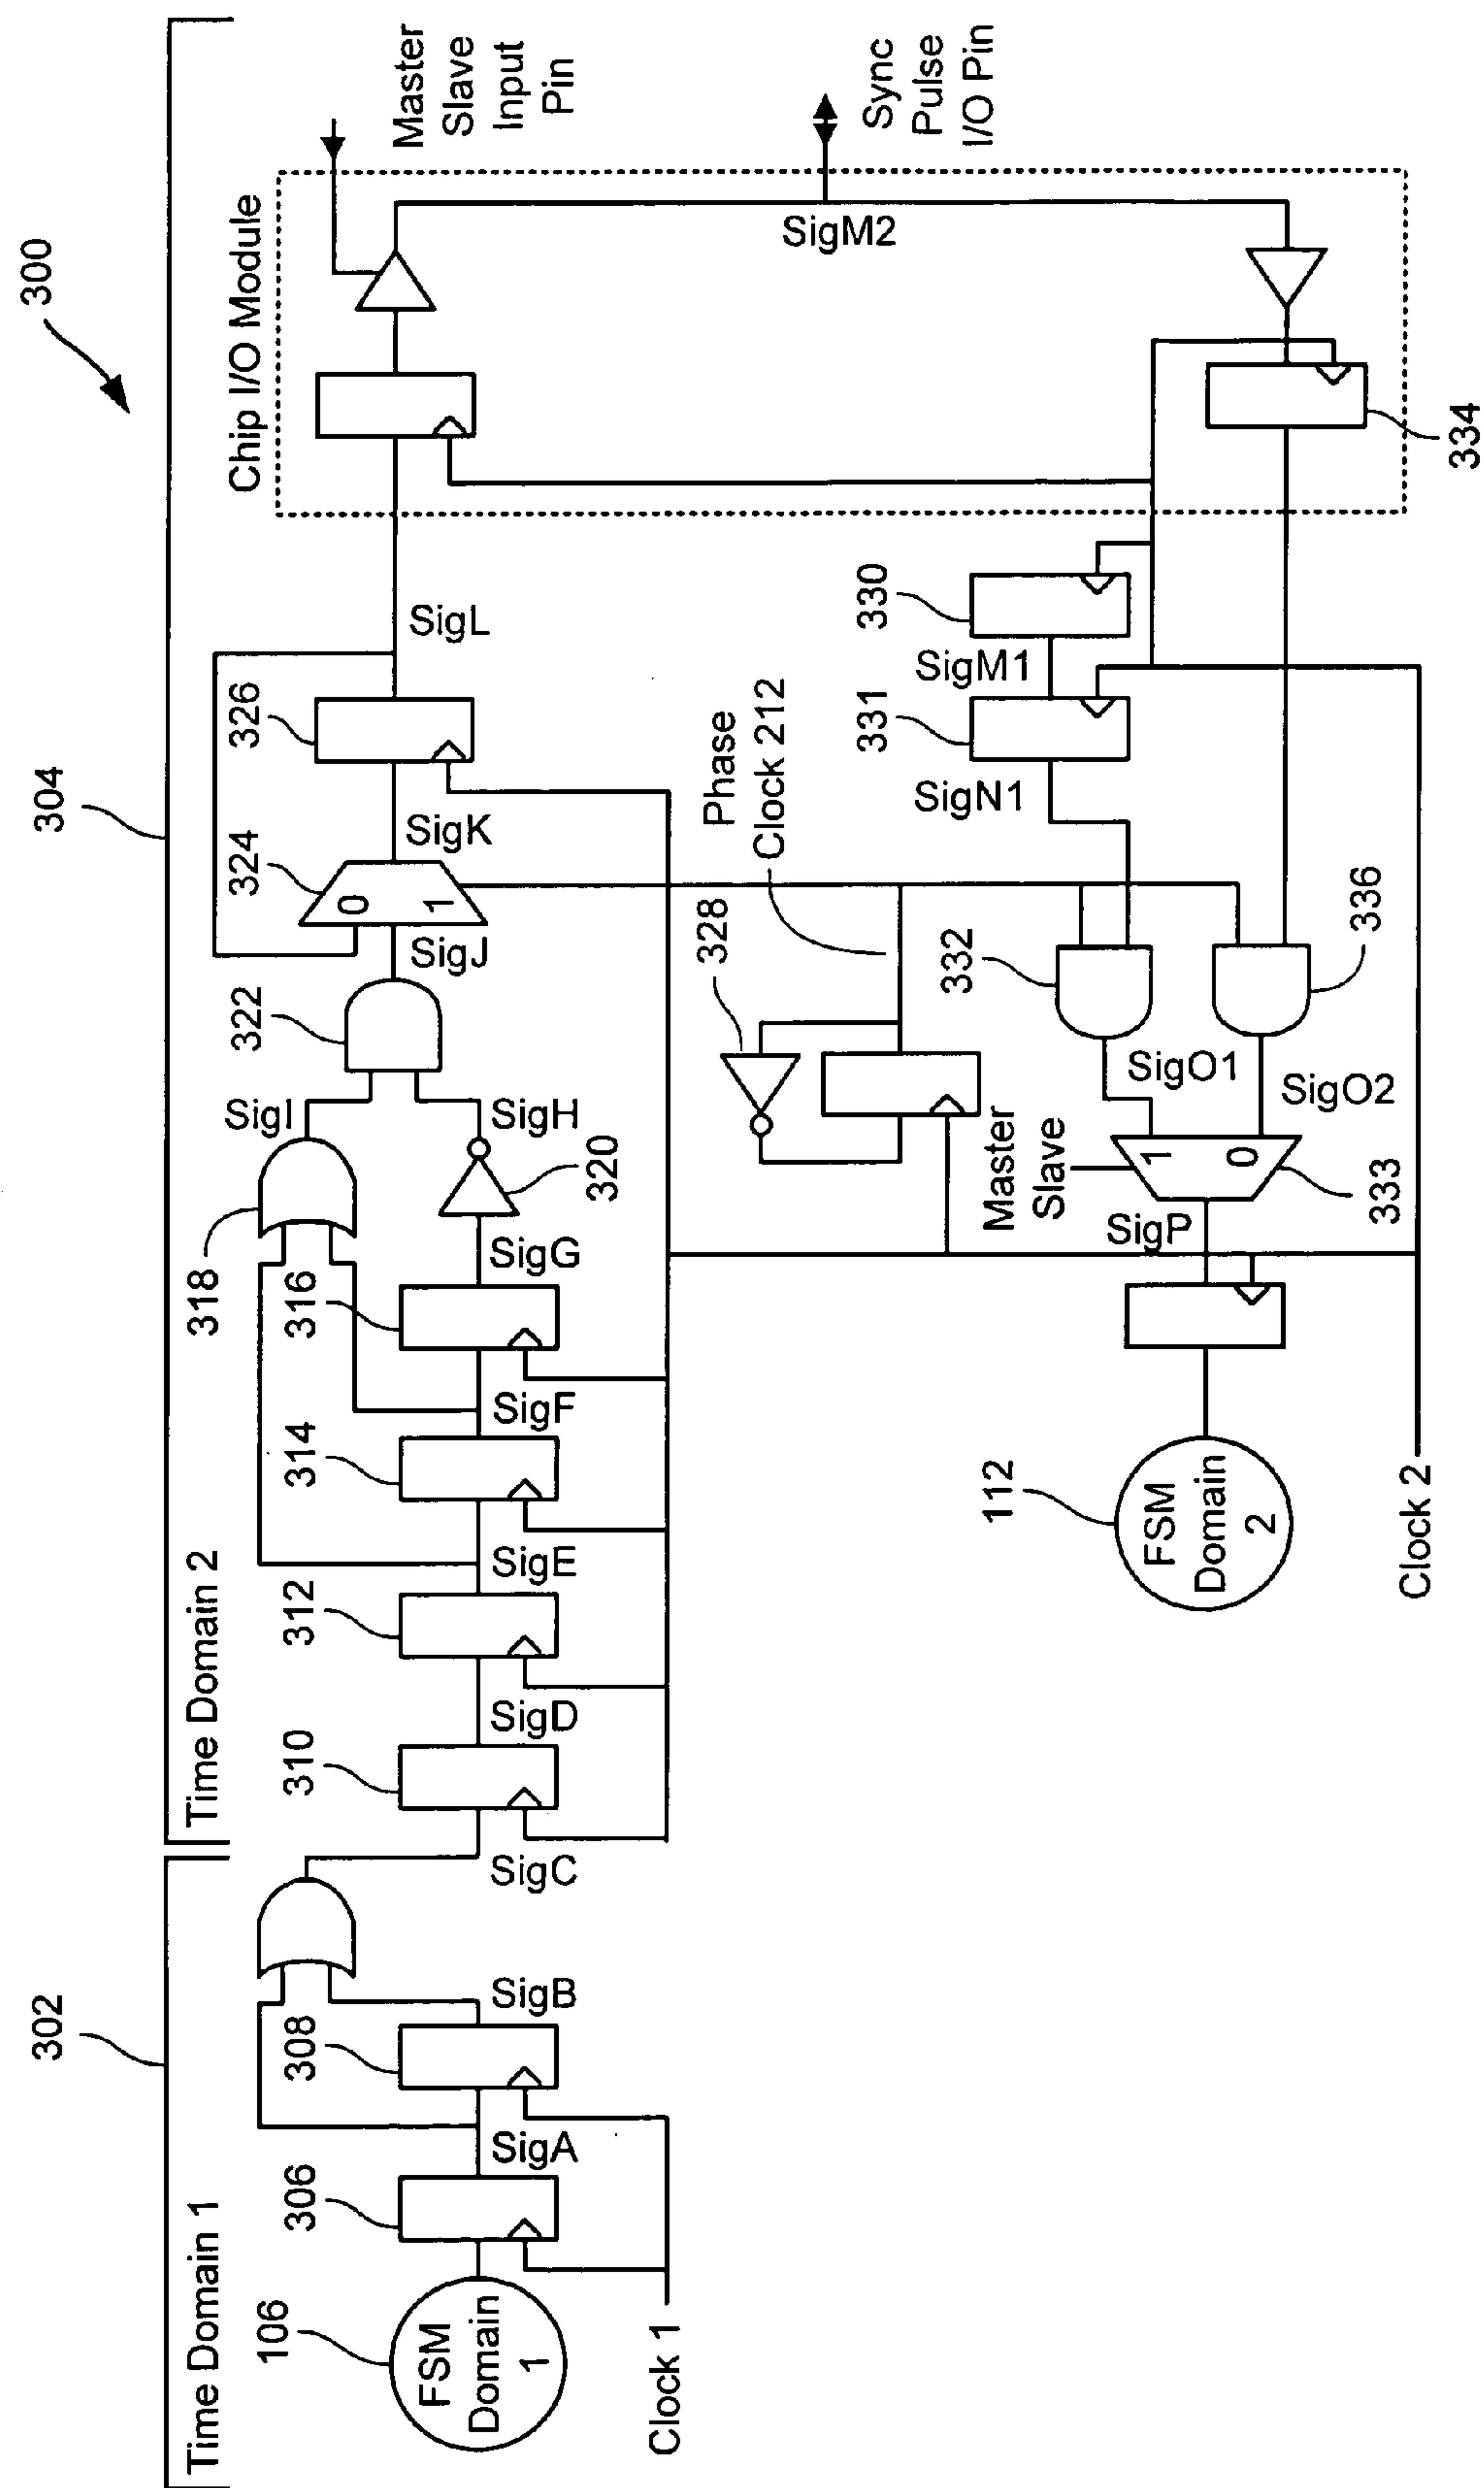 300
302
304
Time Domain 1
Time Domain 2
Chip I/O Module
Master
Slave
Input
Pin
Sync
Pulse
I/O Pin
106
FSM
Domain
1
Clock 1
306
SigA
308
SigB
SigC
310
SigD
312
SigE
314
SigF
316
SigG
318
SigI
320
SigH
322
SigJ
324
0
1
SigK
326
SigL
SigM2
328
Phase
Clock 212
330
SigM1
331
SigN1
332
SigO1
336
SigO2
334
Master
Slave
1
0
333
SigP
112
FSM
Domain
2
Clock 2